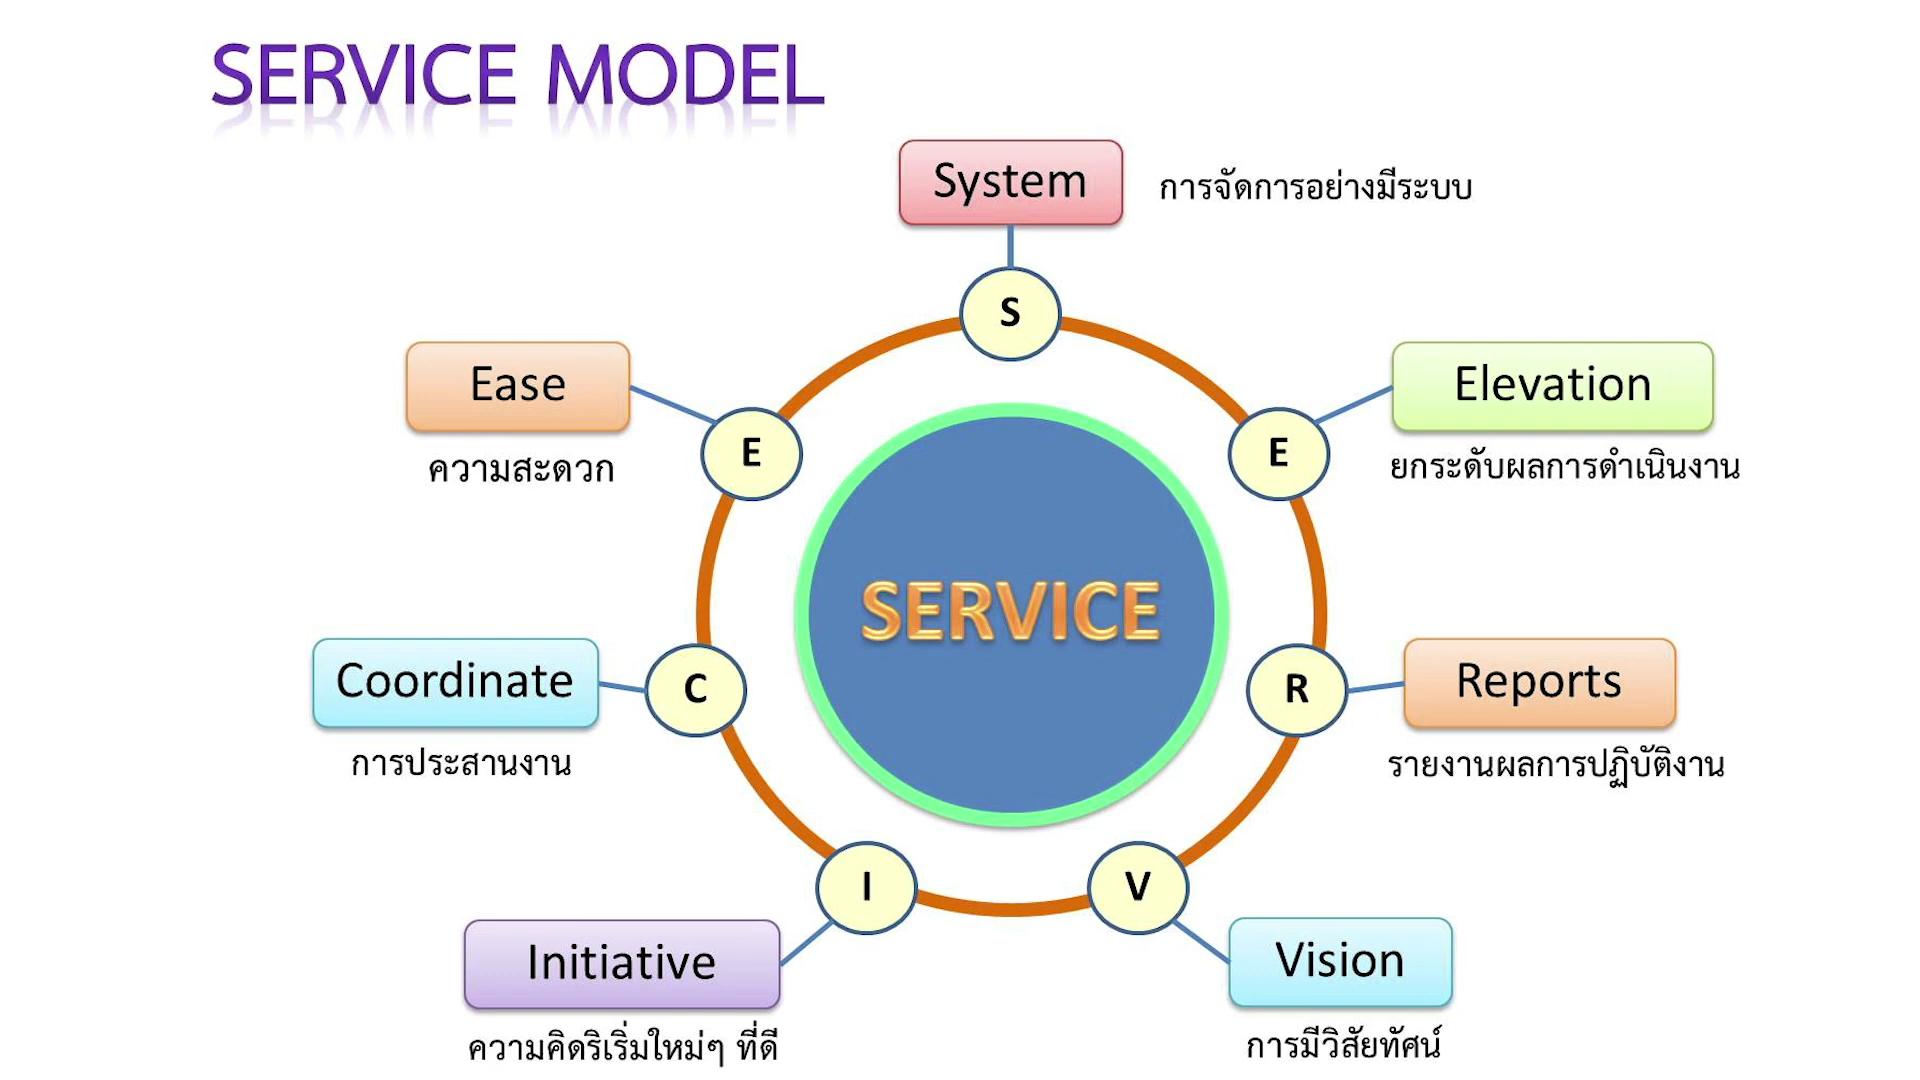 SERVICE MODEL
System
การจัดการอย่างมีระบบ
S
Elevation
ยกระดับผลการดำเนินงาน
E
Reports
รายงานผลการปฏิบัติงาน
R
Vision
การมีวิสัยทัศน์
V
Initiative
ความคิดริเริ่มใหม่ๆ ที่ดี
I
Coordinate
การประสานงาน
C
Ease
ความสะดวก
E
SERVICE